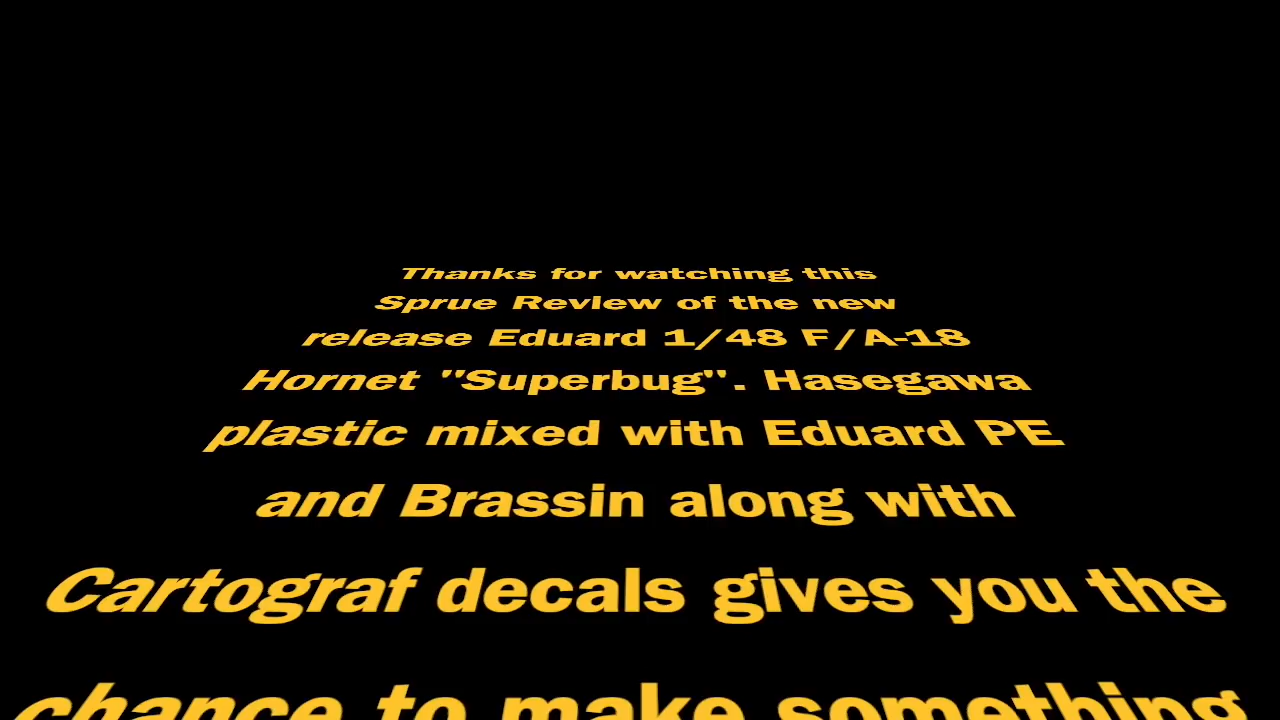 Thanks for watching this
Sprue Review of the new
release Eduard 1/48 F/A-18
Hornet "Superbug". Hasegawa
plastic mixed with Eduard PE
and Brassin along with
Cartograf decals gives you the
chance to make something